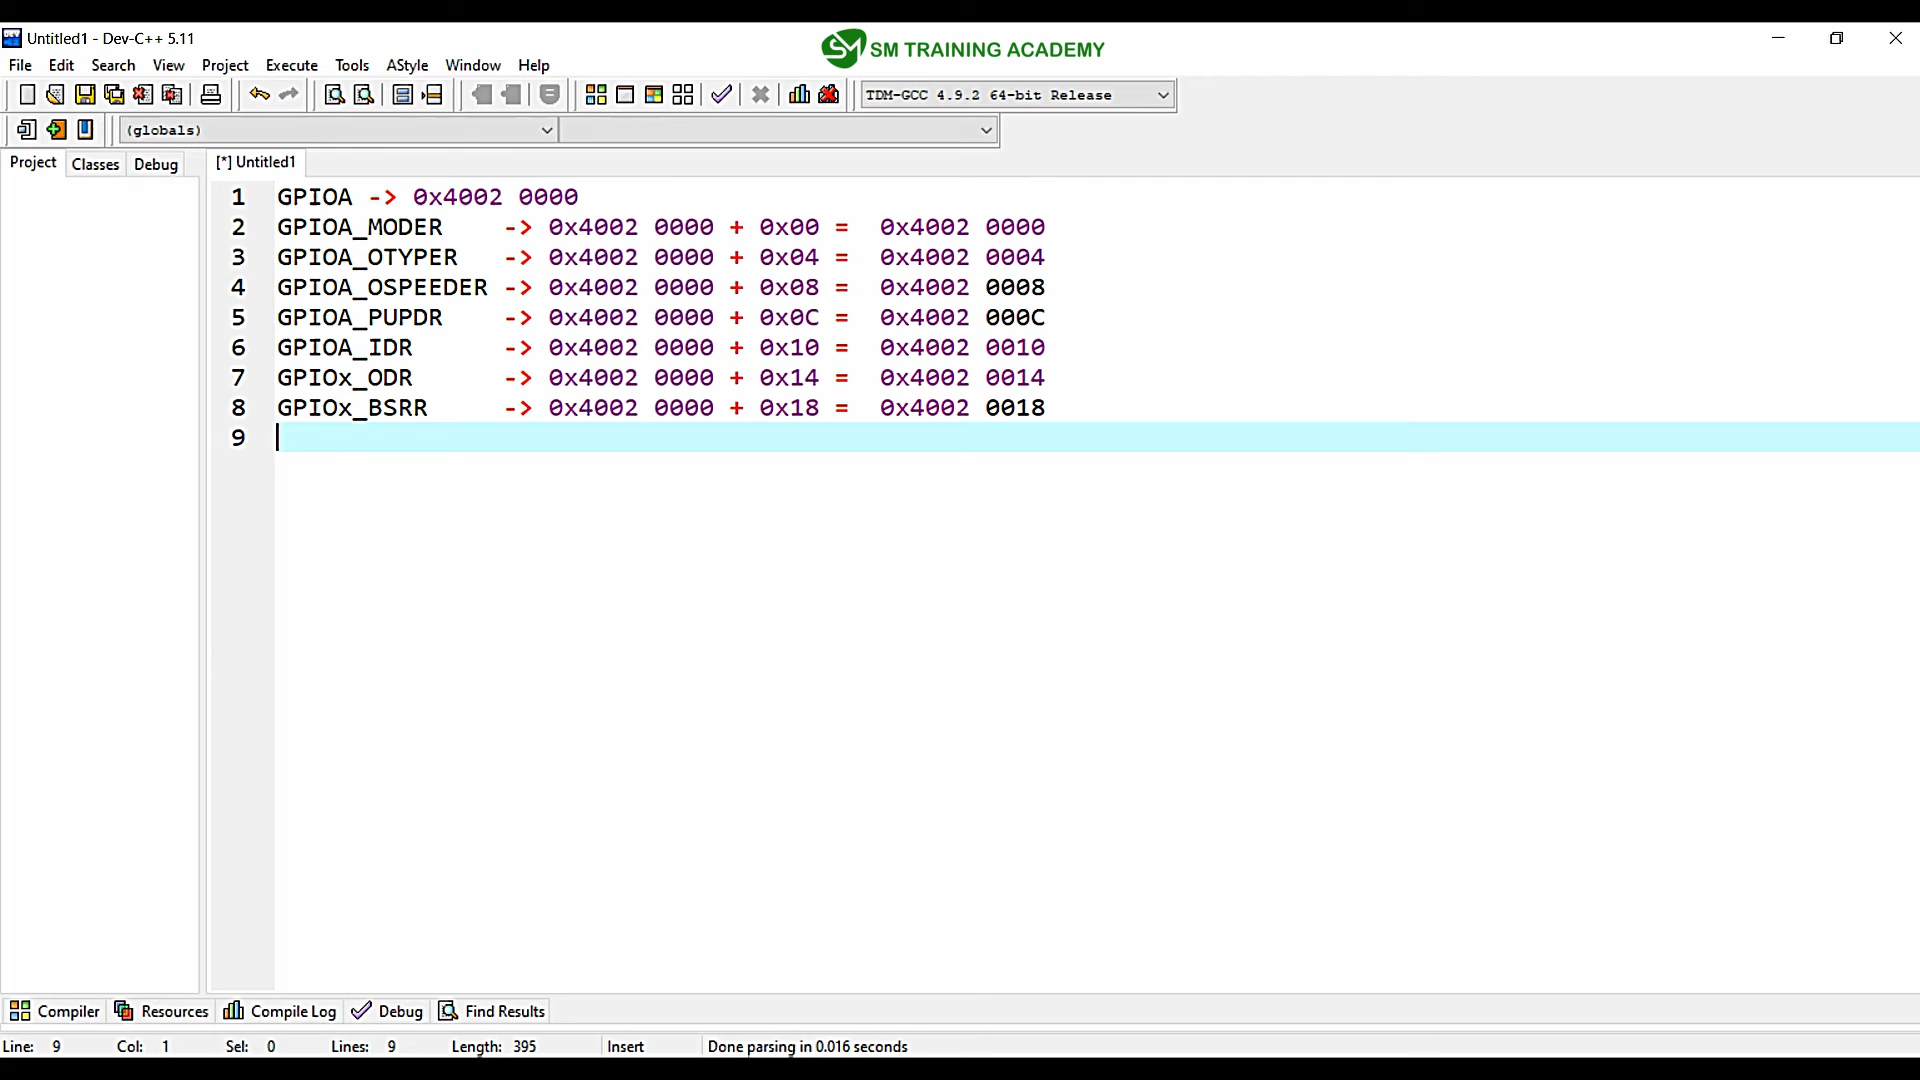 Untitled1 - Dev-C++ 5.11
SM TRAINING ACADEMY
File Edit Search View Project Execute Tools AStyle Window Help
TDM-GCC 4.9.2 64-bit Release
(globals)
Project Classes Debug [*] Untitled1
1 GPIOA -> 0x4002 0000
2 GPIOA_MODER -> 0x4002 0000 + 0x00 = 0x4002 0000
3 GPIOA_OTYPER -> 0x4002 0000 + 0x04 = 0x4002 0004
4 GPIOA_OSPEEDER -> 0x4002 0000 + 0x08 = 0x4002 0008
5 GPIOA_PUPDR -> 0x4002 0000 + 0x0C = 0x4002 000C
6 GPIOA_IDR -> 0x4002 0000 + 0x10 = 0x4002 0010
7 GPIOx_ODR -> 0x4002 0000 + 0x14 = 0x4002 0014
8 GPIOx_BSRR -> 0x4002 0000 + 0x18 = 0x4002 0018
9
Compiler Resources Compile Log Debug Find Results
Line: 9 Col: 1 Sel: 0 Lines: 9 Length: 395 Insert Done parsing in 0.016 seconds